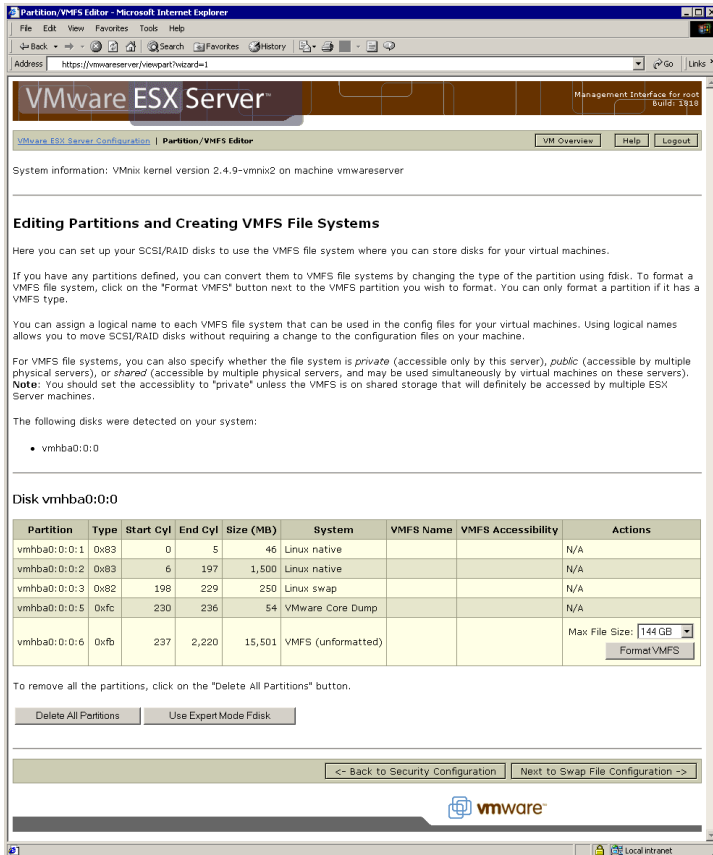 Partition/VMFS Editor - Microsoft Internet Explorer
File Edit View Favorites Tools Help
Back Search Favorites History
Address https://vmwareserver/viewpart?wizard=1 Go Links
VMware ESX Server™
Management Interface for root
Build: 1818
VMware ESX Server Configuration | Partition/VMFS Editor VM Overview Help Logout
System information: VMnix kernel version 2.4.9-vmnix2 on machine vmwareserver
Editing Partitions and Creating VMFS File Systems
Here you can set up your SCSI/RAID disks to use the VMFS file system where you can store disks for your virtual machines.
If you have any partitions defined, you can convert them to VMFS file systems by changing the type of the partition using fdisk. To format a
VMFS file system, click on the "Format VMFS" button next to the VMFS partition you wish to format. You can only format a partition if it has a
VMFS type.
You can assign a logical name to each VMFS file system that can be used in the config files for your virtual machines. Using logical names
allows you to move SCSI/RAID disks without requiring a change to the configuration files on your machine.
For VMFS file systems, you can also specify whether the file system is private (accessible only by this server), public (accessible by multiple
physical servers), or shared (accessible by multiple physical servers, and may be used simultaneously by virtual machines on these servers).
Note: You should set the accessiblity to "private" unless the VMFS is on shared storage that will definitely be accessed by multiple ESX
Server machines.
The following disks were detected on your system:
• vmhba0:0:0
Disk vmhba0:0:0
Partition Type Start Cyl End Cyl Size (MB) System VMFS Name VMFS Accessibility Actions
vmhba0:0:0:1 0x83 0 5 46 Linux native N/A
vmhba0:0:0:2 0x83 6 197 1,500 Linux native N/A
vmhba0:0:0:3 0x82 198 229 250 Linux swap N/A
vmhba0:0:0:5 0xfc 230 236 54 VMware Core Dump N/A
vmhba0:0:0:6 0xfb 237 2,220 15,501 VMFS (unformatted) Max File Size: 144 GB
Format VMFS
To remove all the partitions, click on the "Delete All Partitions" button.
Delete All Partitions Use Expert Mode Fdisk
<- Back to Security Configuration Next to Swap File Configuration ->
vmware™
Local intranet